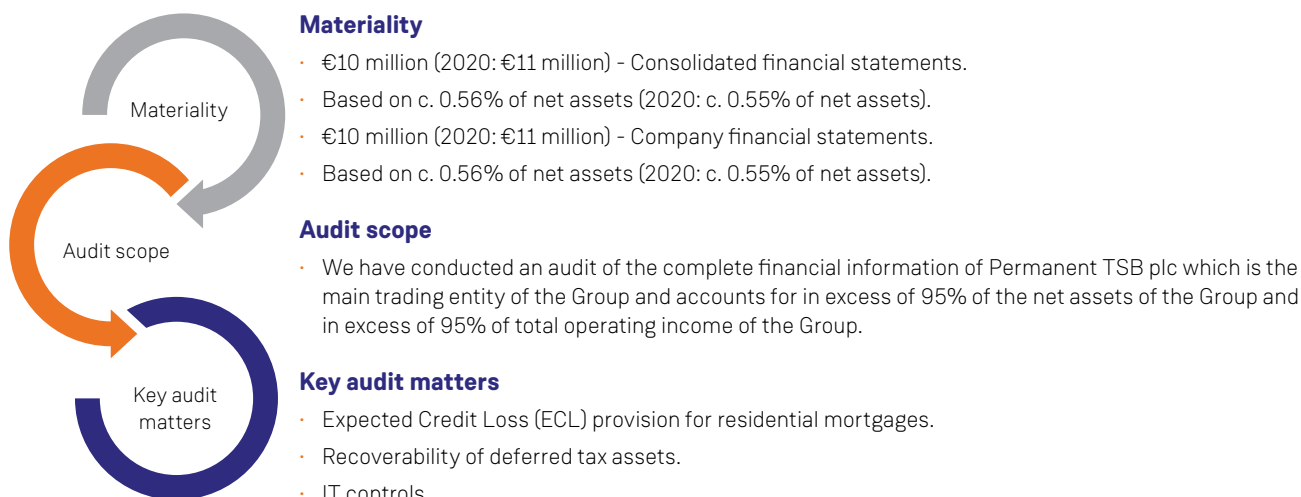 Materiality
· €10 million (2020: €11 million) - Consolidated financial statements.
· Based on c. 0.56% of net assets (2020: c. 0.55% of net assets).
· €10 million (2020: €11 million) - Company financial statements.
· Based on c. 0.56% of net assets (2020: c. 0.55% of net assets).
Materiality
Audit scope
· We have conducted an audit of the complete financial information of Permanent TSB plc which is the
main trading entity of the Group and accounts for in excess of 95% of the net assets of the Group and
in excess of 95% of total operating income of the Group.
Audit scope
Key audit matters
· Expected Credit Loss (ECL) provision for residential mortgages.
· Recoverability of deferred tax assets.
· IT controls
Key audit
matters